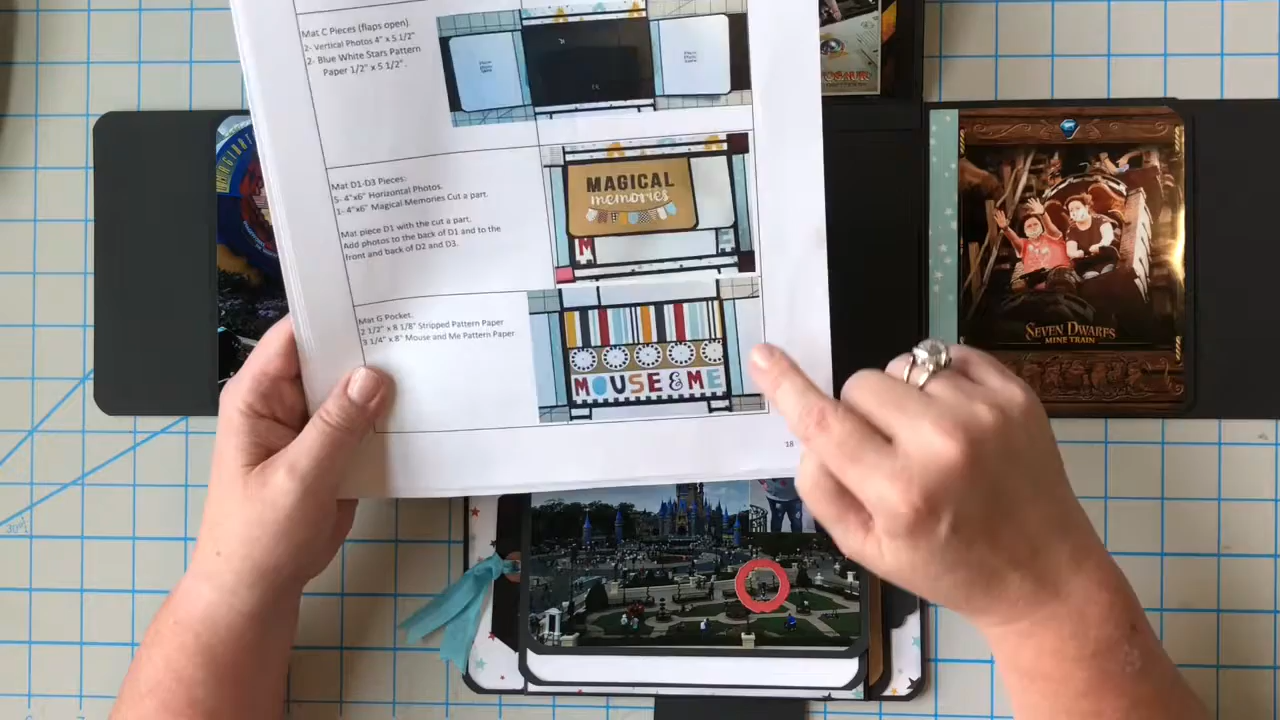 Mat C Pieces (flaps open).
2- Vertical Photos 4" x 5 1/2"
2- Blue White Stars Pattern
Paper 1/2" x 5 1/2".
Mat D1-D3 Pieces:
5- 4"x6" Horizontal Photos.
1- 4"x6" Magical Memories Cut a part.
Mat piece D1 with the cut a part.
Add photos to the back of D1 and to the
front and back of D2 and D3.
MAGICAL
memories
M
Mat G Pocket.
2 1/2" x 8 1/8" Stripped Pattern Paper
3 1/4" x 8" Mouse and Me Pattern Paper
MOUSE & ME
18
SEVEN DWARFS
MINE TRAIN
30°